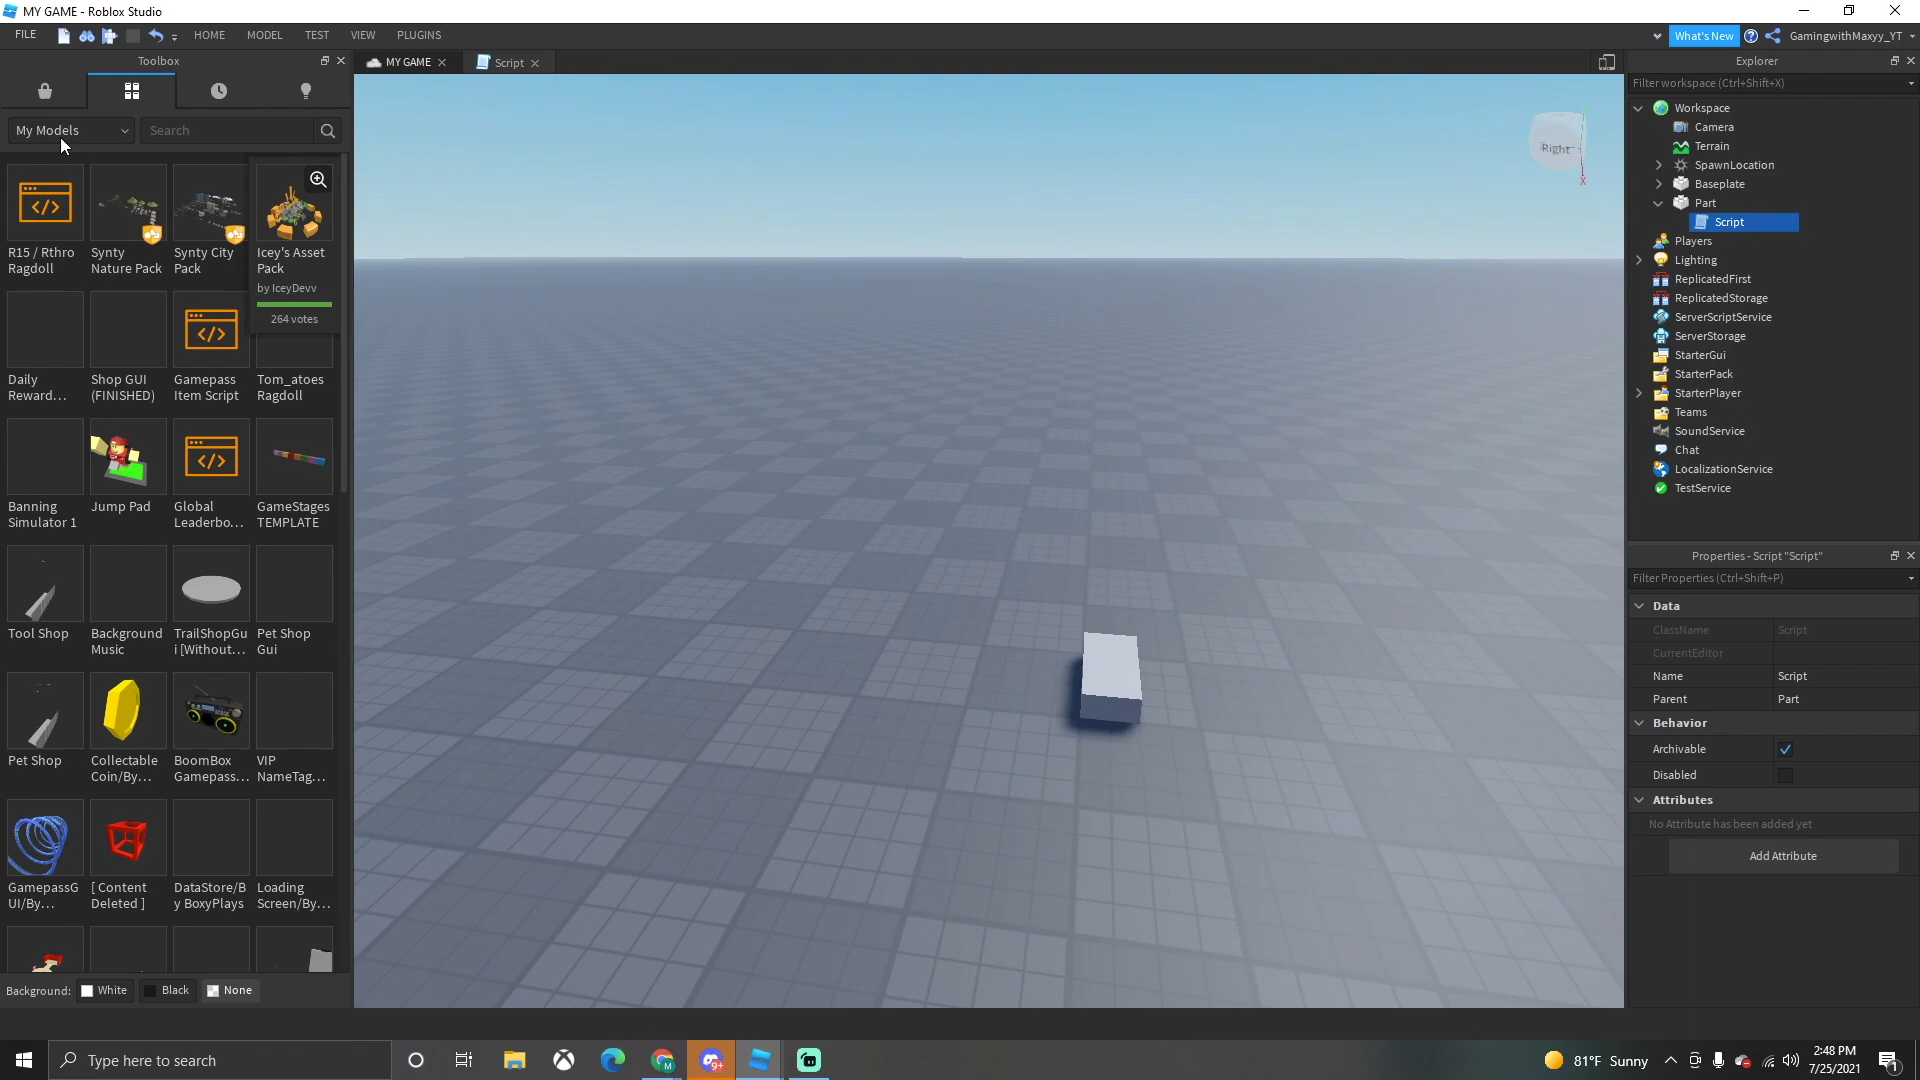 MY GAME - Roblox Studio
FILE
HOME
MODEL
TEST
VIEW
PLUGINS
What's New
GamingwithMaxyy_YT
Toolbox
My Models
Search
R15 / Rthro
Ragdoll
Synty
Nature Pack
Synty City
Pack
Icey's Asset
Pack
by IceyDevv
264 votes
Daily
Reward...
Shop GUI
(FINISHED)
Gamepass
Item Script
Tom_atoes
Ragdoll
Banning
Simulator 1
Jump Pad
Global
Leaderbo...
GameStages
TEMPLATE
Tool Shop
Background
Music
TrailShopGu
i [Without...
Pet Shop
Gui
Pet Shop
Collectable
Coin/By...
BoomBox
Gamepass...
VIP
NameTag...
GamepassG
UI/By...
[ Content
Deleted ]
DataStore/B
y BoxyPlays
Loading
Screen/By...
Background:
White
Black
None
MY GAME
Script
Right
X
Explorer
Filter workspace (Ctrl+Shift+X)
Workspace
Camera
Terrain
SpawnLocation
Baseplate
Part
Script
Players
Lighting
ReplicatedFirst
ReplicatedStorage
ServerScriptService
ServerStorage
StarterGui
StarterPack
StarterPlayer
Teams
SoundService
Chat
LocalizationService
TestService
Properties - Script "Script"
Filter Properties (Ctrl+Shift+P)
Data
ClassName Script
CurrentEditor
Name Script
Parent Part
Behavior
Archivable
Disabled
Attributes
No Attribute has been added yet
Add Attribute
Type here to search
9+
81°F Sunny
2:48 PM
7/25/2021
1